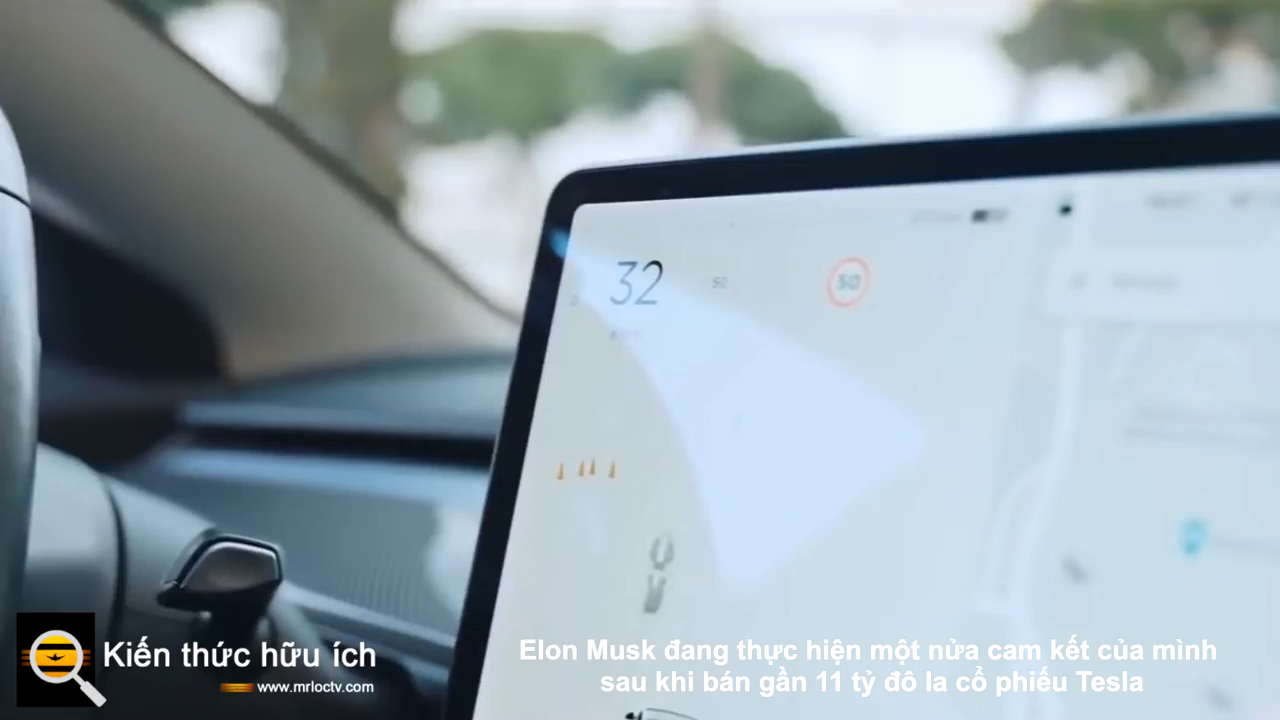 32
50
50
Kiến thức hữu ích
www.mrloctv.com
Elon Musk đang thực hiện một nửa cam kết của mình
sau khi bán gần 11 tỷ đô la cổ phiếu Tesla